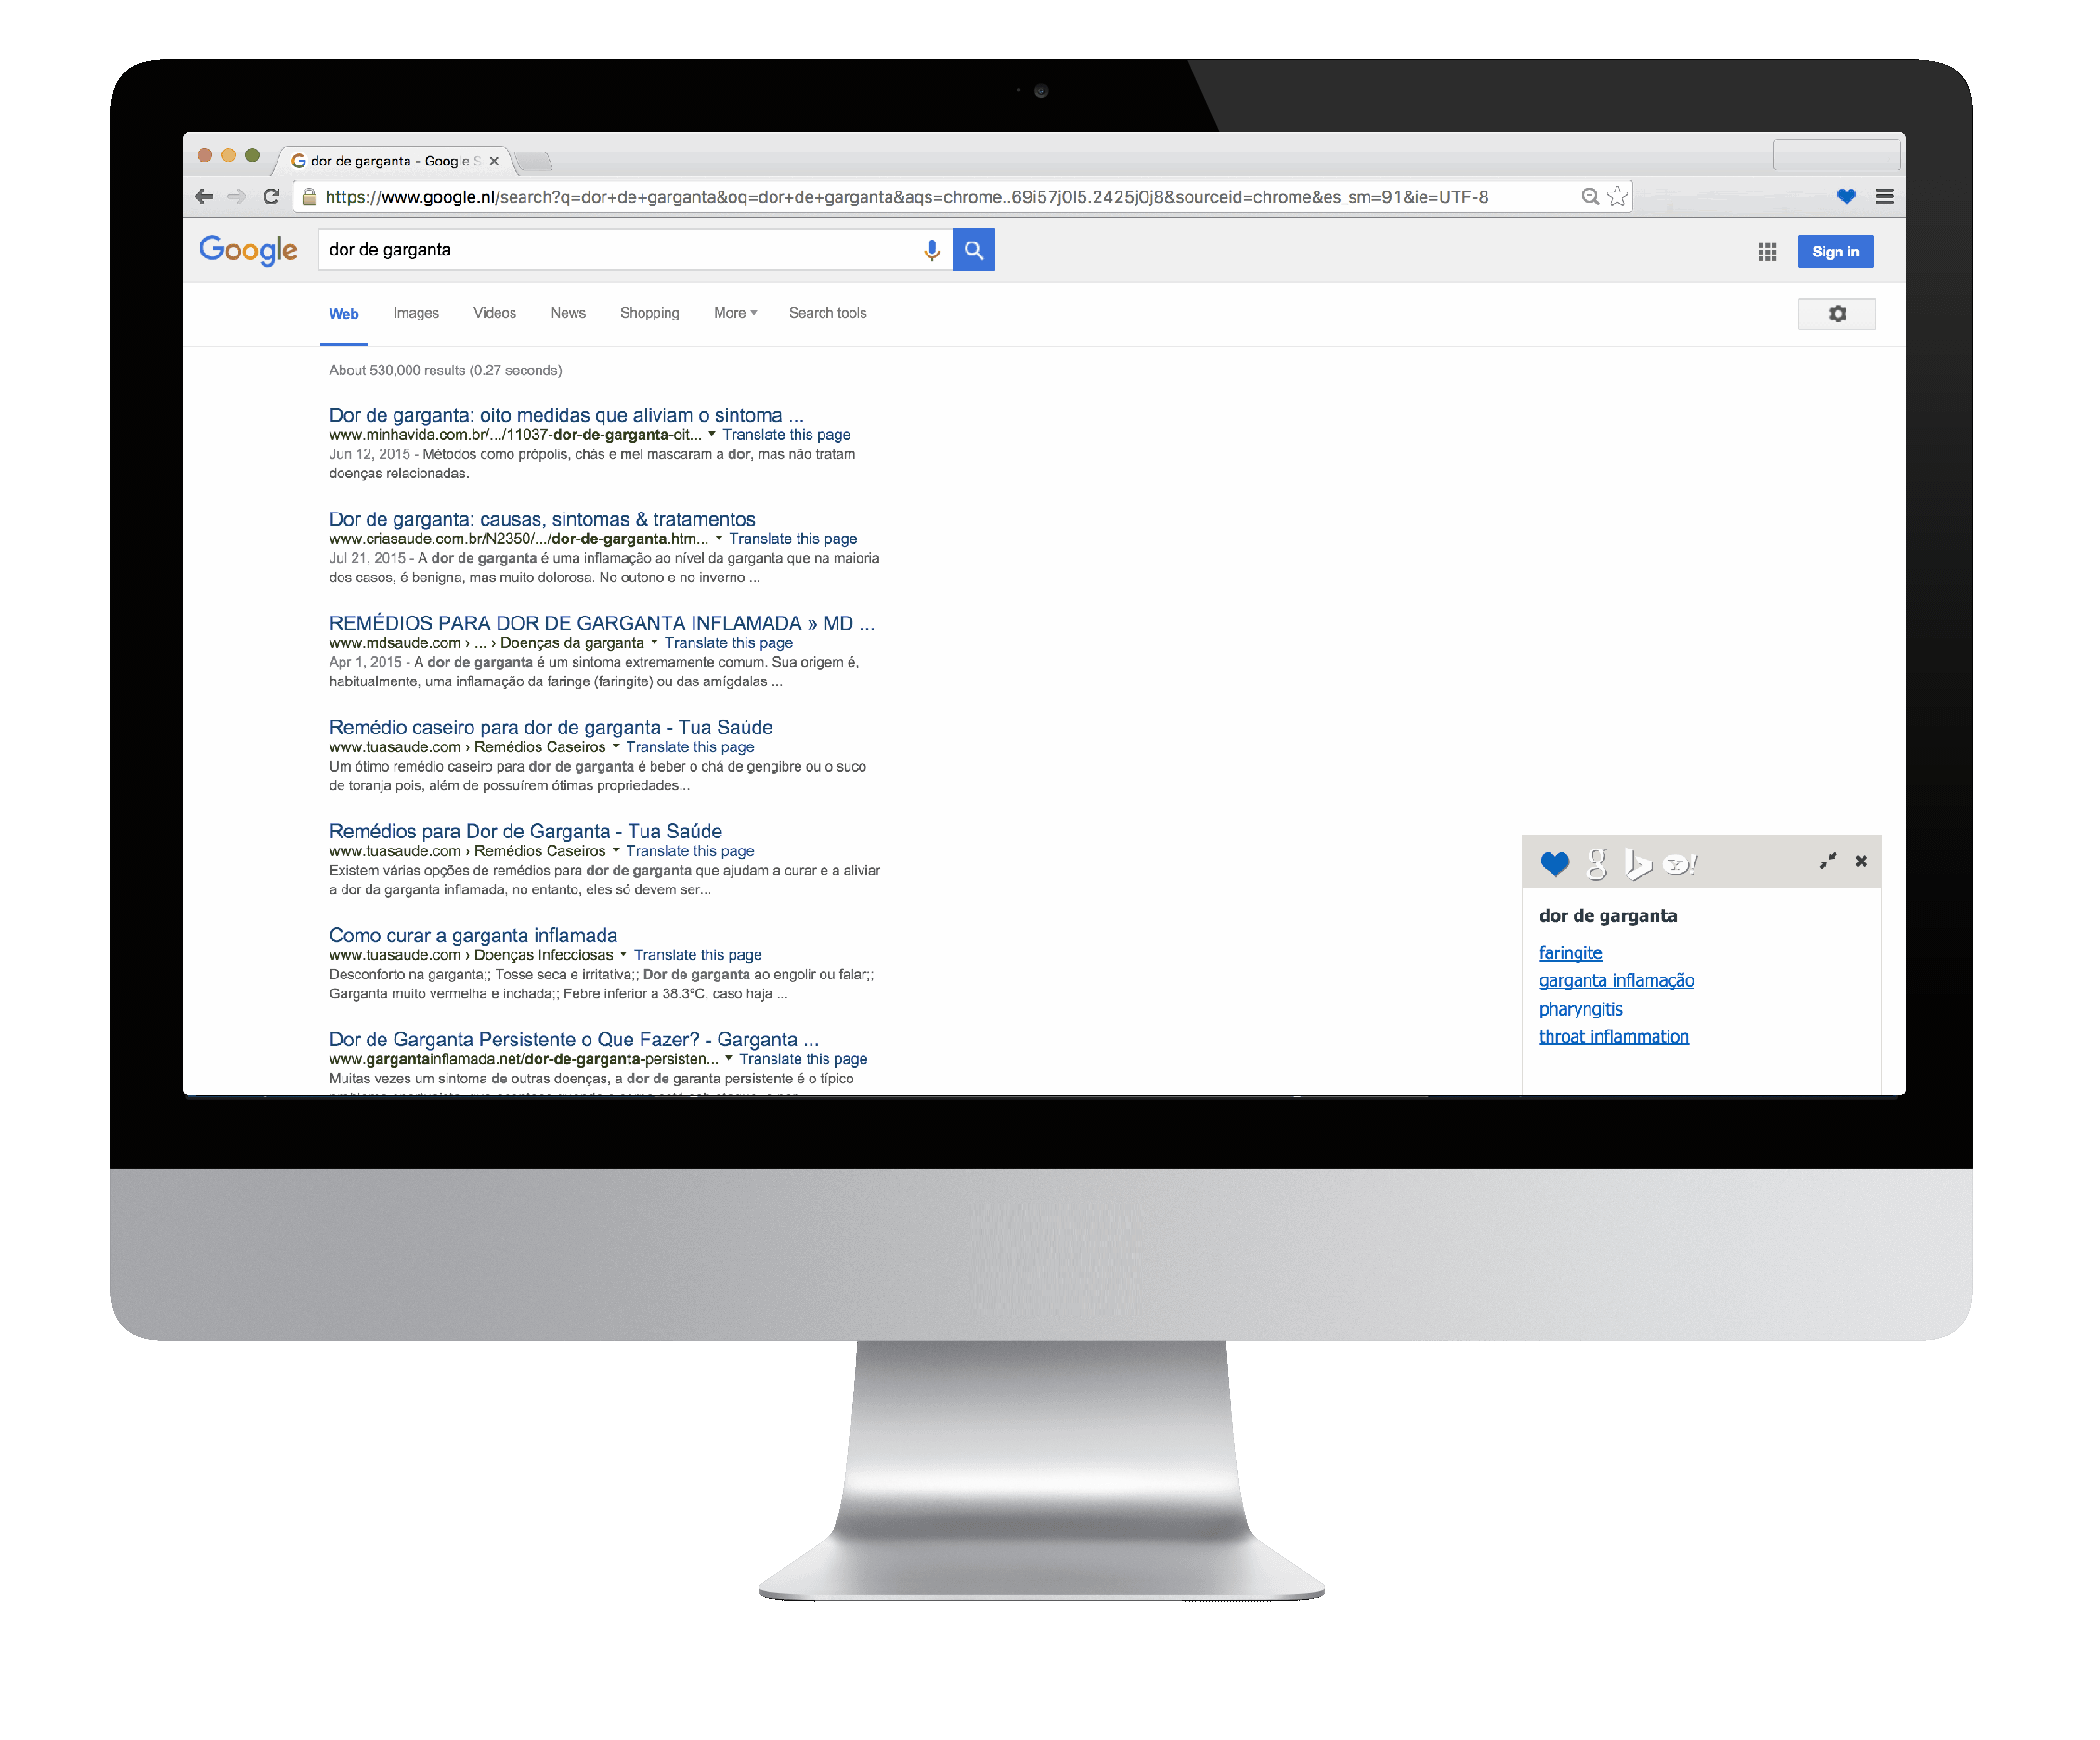 dor de garganta - Google S
https://www.google.nl/search?q=dor+de+garganta&oq=dor+de+garganta&aqs=chrome..69i57j0l5.2425j0j8&sourceid=chrome&es_sm=91&ie=UTF-8
Google dor de garganta Sign in
Web Images Videos News Shopping More Search tools
About 530,000 results (0.27 seconds)
Dor de garganta: oito medidas que aliviam o sintoma ...
www.minhavida.com.br/.../11037-dor-de-garganta-oit... Translate this page
Jun 12, 2015 - Métodos como própolis, chás e mel mascaram a dor, mas não tratam
doenças relacionadas.
Dor de garganta: causas, sintomas & tratamentos
www.criasaude.com.br/N2350/.../dor-de-garganta.htm... Translate this page
Jul 21, 2015 - A dor de garganta é uma inflamação ao nível da garganta que na maioria
dos casos, é benigna, mas muito dolorosa. No outono e no inverno ...
REMÉDIOS PARA DOR DE GARGANTA INFLAMADA » MD ...
www.mdsaude.com › ... › Doenças da garganta Translate this page
Apr 1, 2015 - A dor de garganta é um sintoma extremamente comum. Sua origem é,
habitualmente, uma inflamação da faringe (faringite) ou das amígdalas ...
Remédio caseiro para dor de garganta - Tua Saúde
www.tuasaude.com › Remédios Caseiros Translate this page
Um ótimo remédio caseiro para dor de garganta é beber o chá de gengibre ou o suco
de toranja pois, além de possuírem ótimas propriedades...
Remédios para Dor de Garganta - Tua Saúde
www.tuasaude.com › Remédios Caseiros Translate this page
Existem várias opções de remédios para dor de garganta que ajudam a curar e a aliviar
a dor da garganta inflamada, no entanto, eles só devem ser...
Como curar a garganta inflamada
www.tuasaude.com › Doenças Infecciosas Translate this page
Desconforto na garganta;; Tosse seca e irritativa;; Dor de garganta ao engolir ou falar;;
Garganta muito vermelha e inchada;; Febre inferior a 38.3ºC. caso haja ...
Dor de Garganta Persistente o Que Fazer? - Garganta ...
www.gargantainflamada.net/dor-de-garganta-persisten... Translate this page
Muitas vezes um sintoma de outras doenças, a dor de garanta persistente é o típico
dor de garganta
faringite
garganta inflamação
pharyngitis
throat inflammation